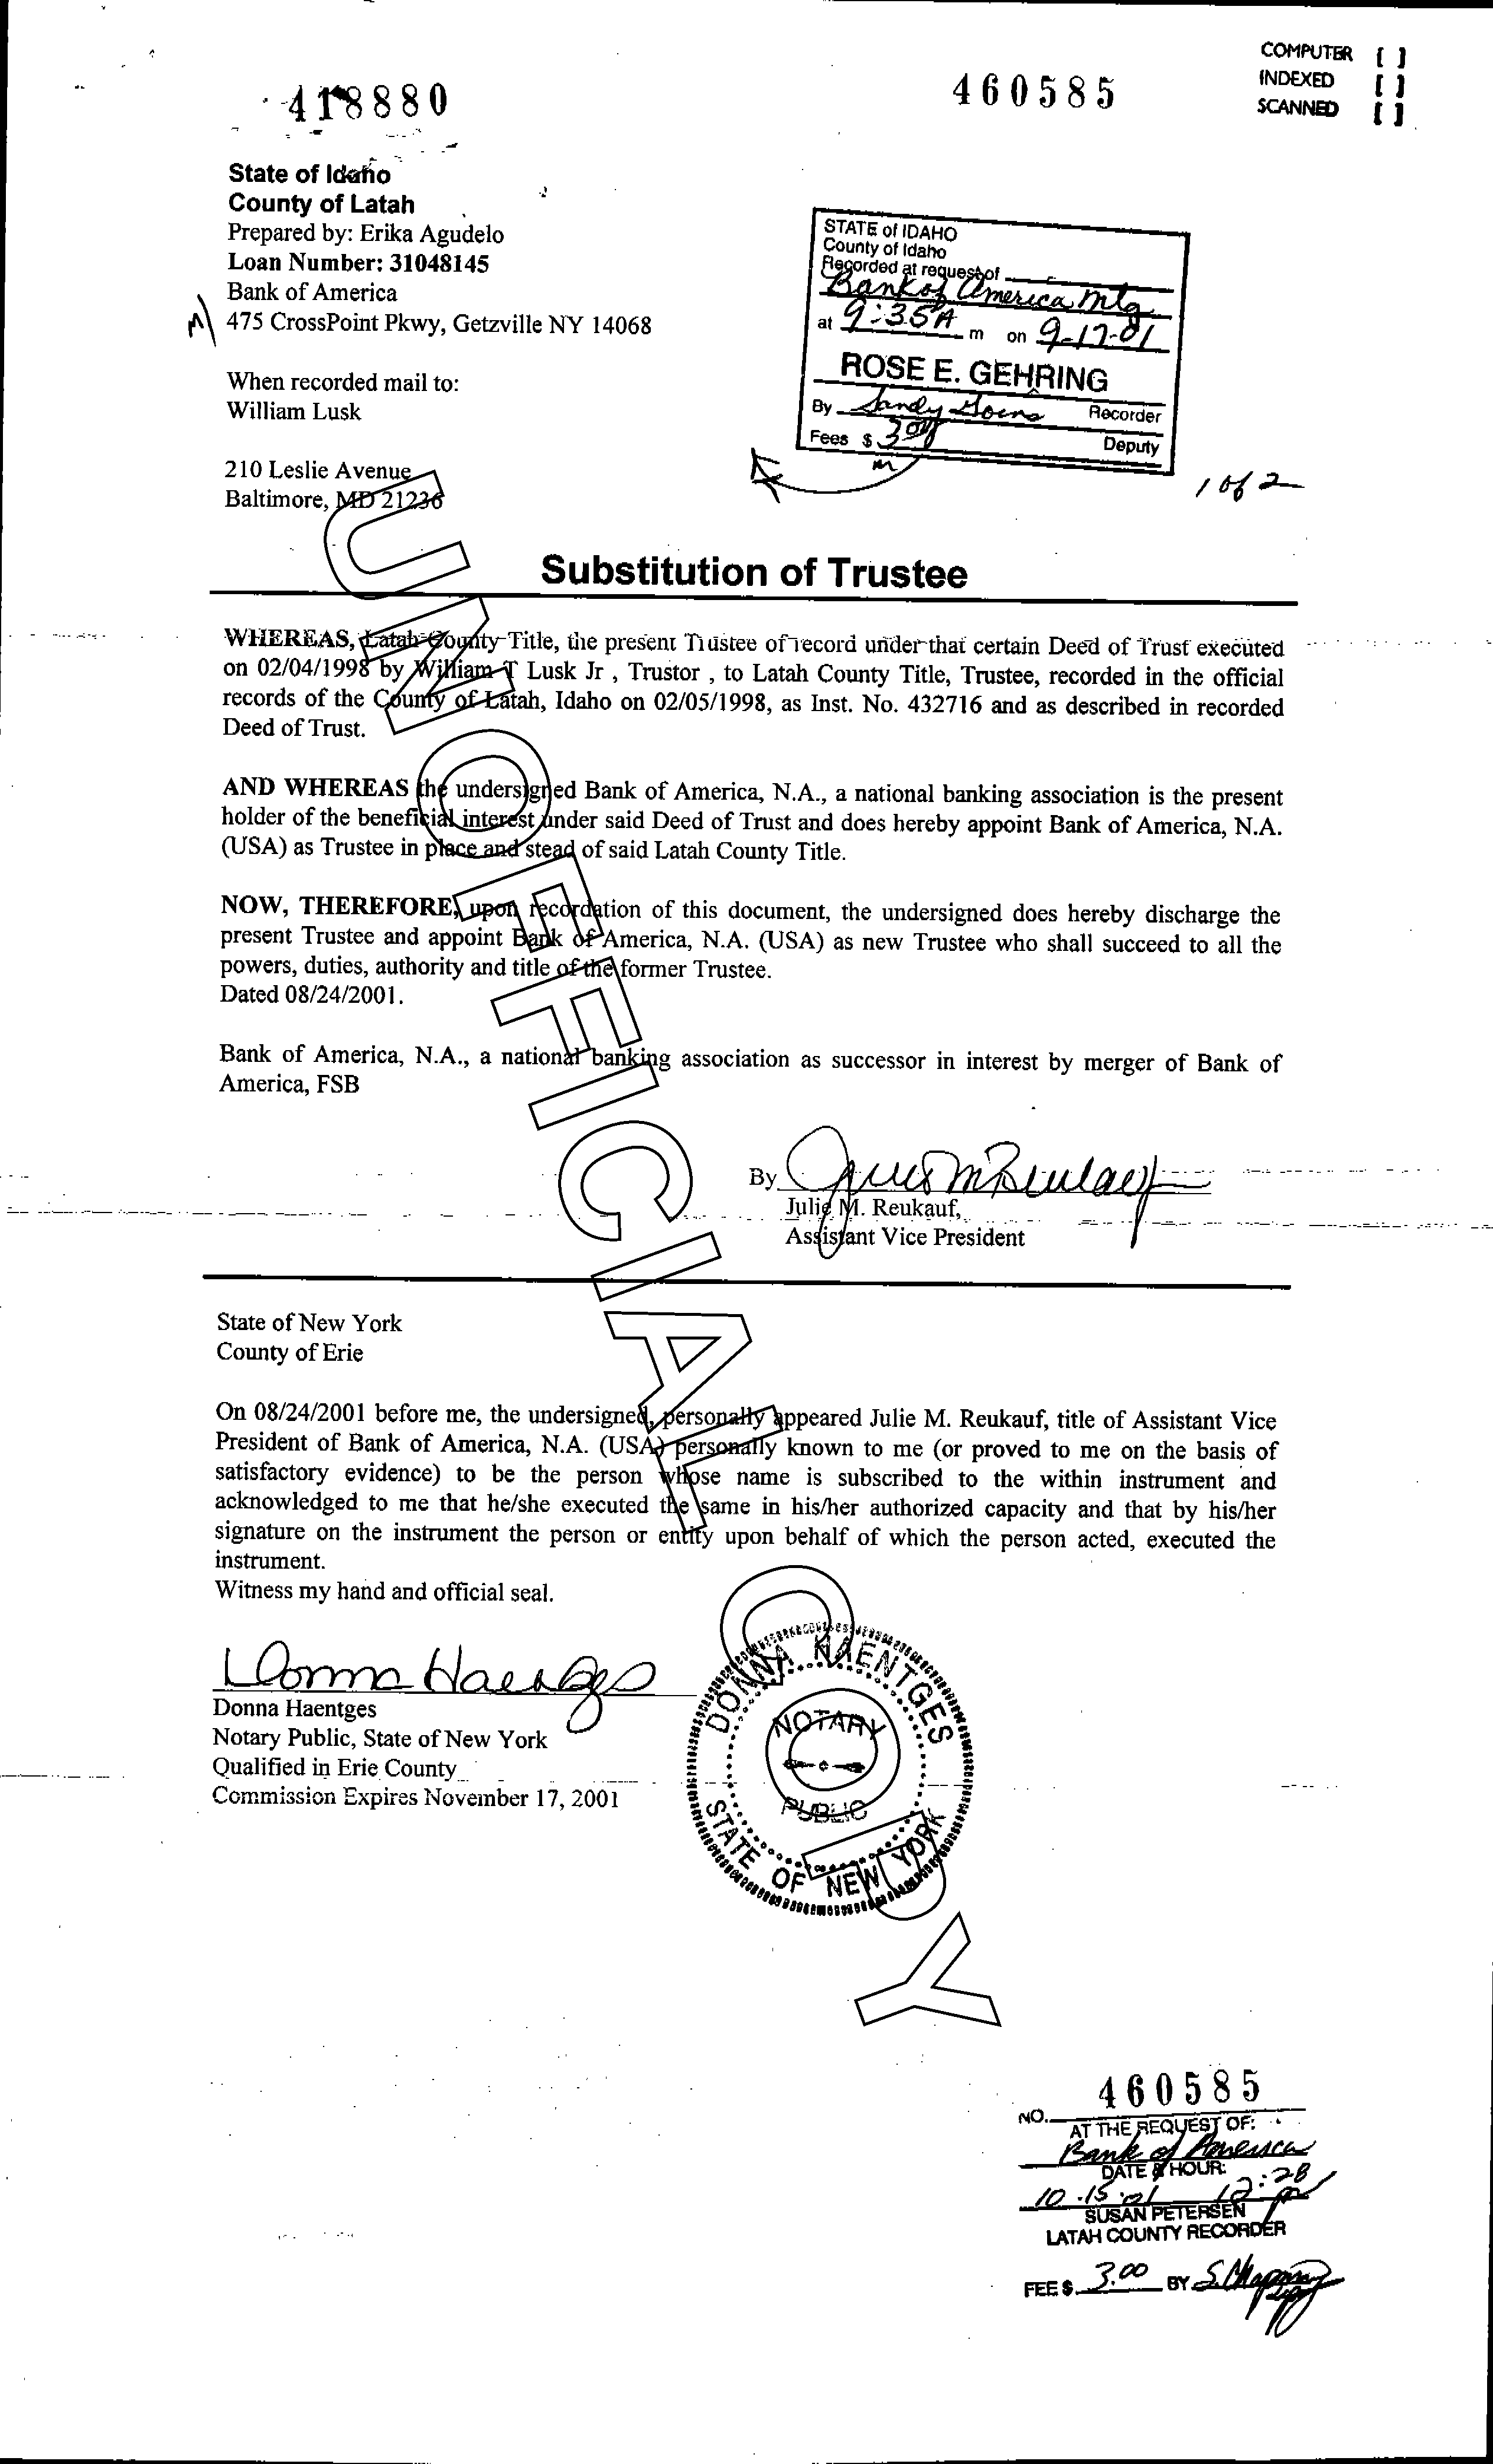 COMPUTER [ ]
INDEXED [ ]
SCANNED [ ]
418880
460585
State of Idaho
County of Latah
Prepared by: Erika Agudelo
Loan Number: 31048145
Bank of America
475 CrossPoint Pkwy, Getzville NY 14068
When recorded mail to:
William Lusk
210 Leslie Avenue
Baltimore, MD 21236
STATE of IDAHO
County of Idaho
Recorded at request of
Bank of America Mtg
at 9:35 A m on 9-17-01
ROSE E. GEHRING
Recorder
By Sandy
Deputy
Fees $ 3.00
1 of 2
Substitution of Trustee
WHEREAS, Latah County Title, the present Trustee of record under that certain Deed of Trust executed
on 02/04/1998 by William T Lusk Jr , Trustor , to Latah County Title, Trustee, recorded in the official
records of the County of Latah, Idaho on 02/05/1998, as Inst. No. 432716 and as described in recorded
Deed of Trust.
AND WHEREAS the undersigned Bank of America, N.A., a national banking association is the present
holder of the beneficial interest under said Deed of Trust and does hereby appoint Bank of America, N.A.
(USA) as Trustee in place and stead of said Latah County Title.
NOW, THEREFORE, upon recordation of this document, the undersigned does hereby discharge the
present Trustee and appoint Bank of America, N.A. (USA) as new Trustee who shall succeed to all the
powers, duties, authority and title of the former Trustee.
Dated 08/24/2001.
Bank of America, N.A., a national banking association as successor in interest by merger of Bank of
America, FSB
By Julie M Reukauf
Julie M. Reukauf,
Assistant Vice President
State of New York
County of Erie
On 08/24/2001 before me, the undersigned, personally appeared Julie M. Reukauf, title of Assistant Vice
President of Bank of America, N.A. (USA) personally known to me (or proved to me on the basis of
satisfactory evidence) to be the person whose name is subscribed to the within instrument and
acknowledged to me that he/she executed the same in his/her authorized capacity and that by his/her
signature on the instrument the person or entity upon behalf of which the person acted, executed the
instrument.
Witness my hand and official seal.
Donna Haentges
Donna Haentges
Notary Public, State of New York
Qualified in Erie County
Commission Expires November 17, 2001
DONNA HAENTGES
NOTARY
PUBLIC
STATE OF NEW YORK
UNOFFICIAL COPY
NO. 460585
AT THE REQUEST OF:
Bank of America
DATE & HOUR:
10.15.01 12:28 p
SUSAN PETERSEN
LATAH COUNTY RECORDER
FEE $ 3.00 BY